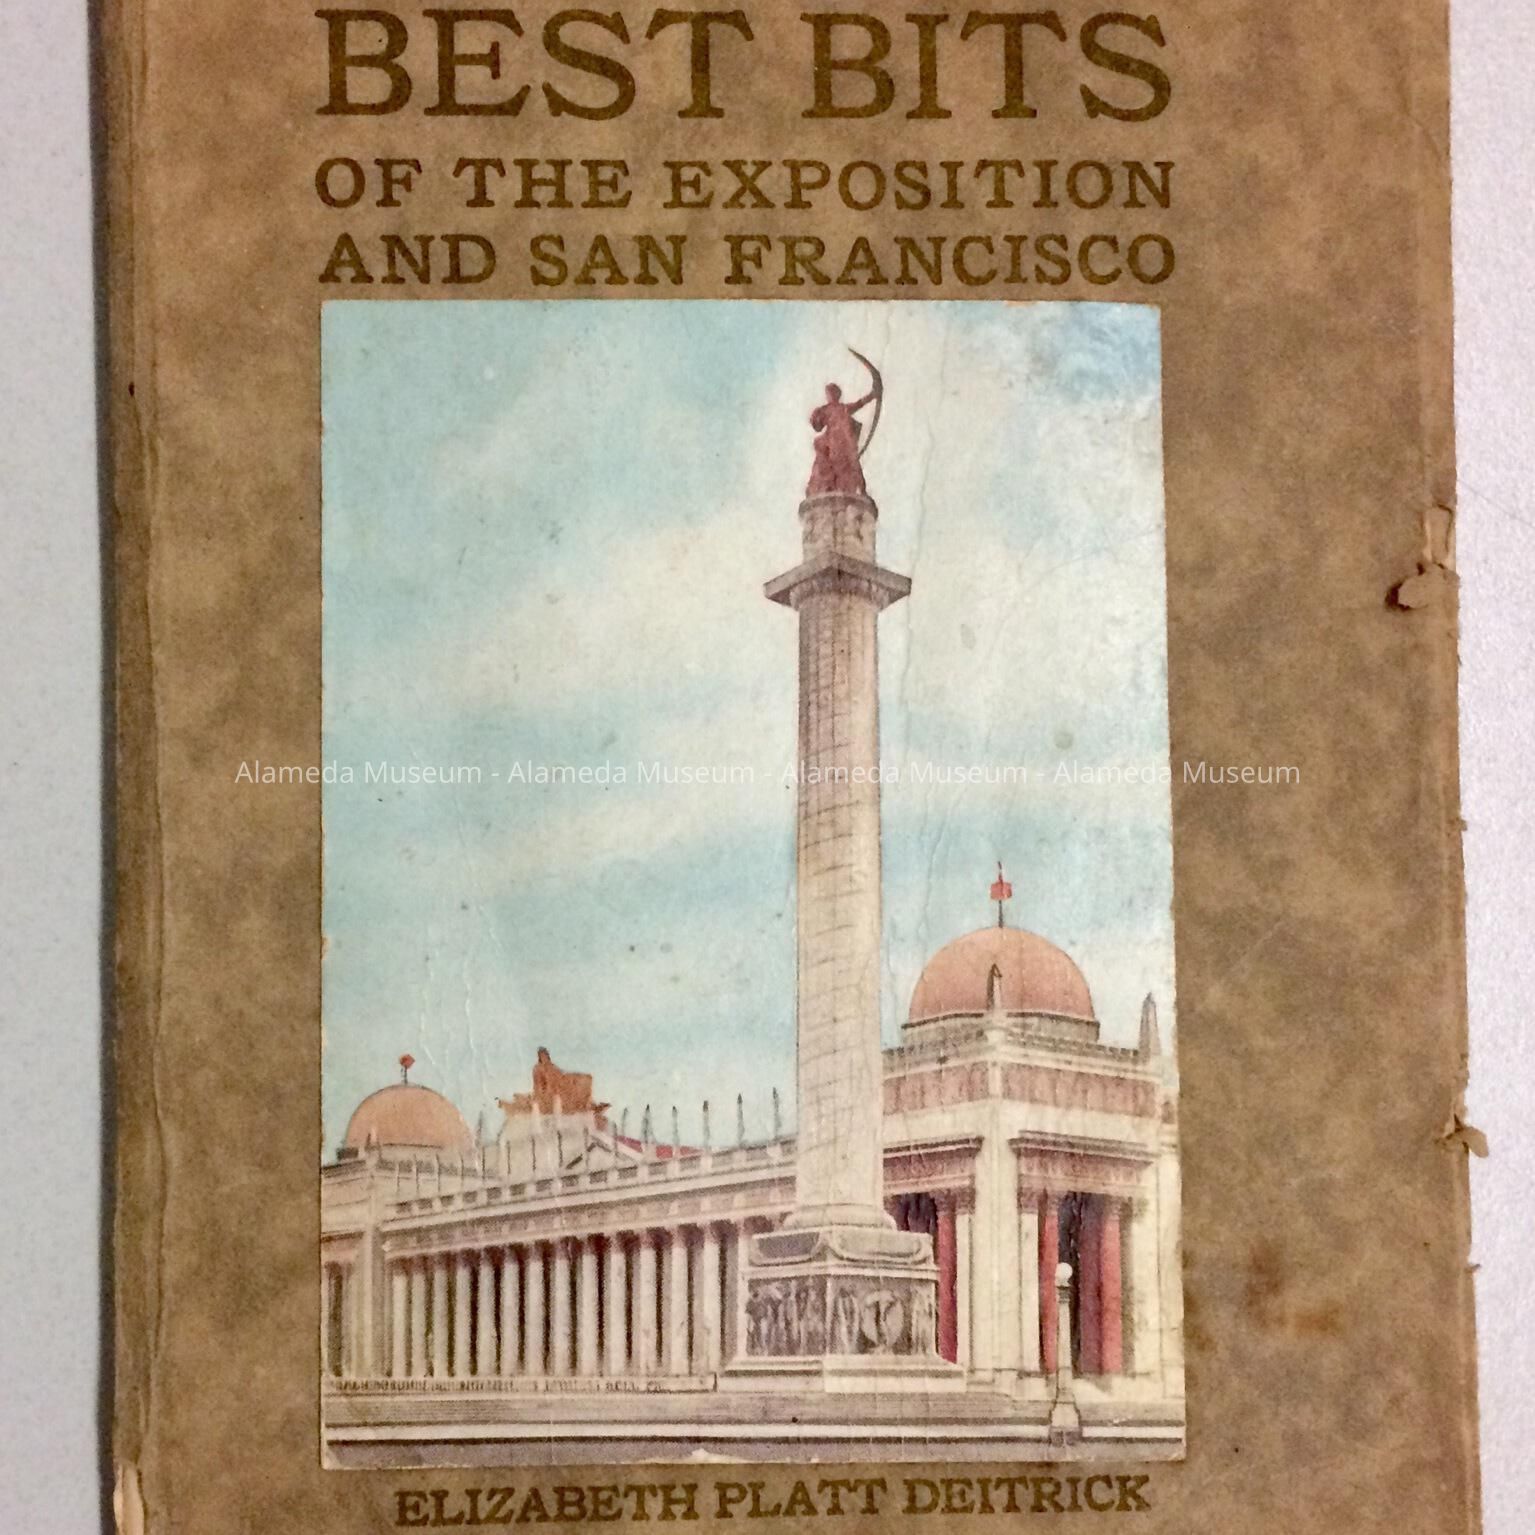 BEST BITS
OF THE EXPOSITION
AND SAN FRANCISCO
Alameda Museum - Alameda Museum - Alameda Museum - Alameda Museum
ELIZABETH PLATT DEITRICK